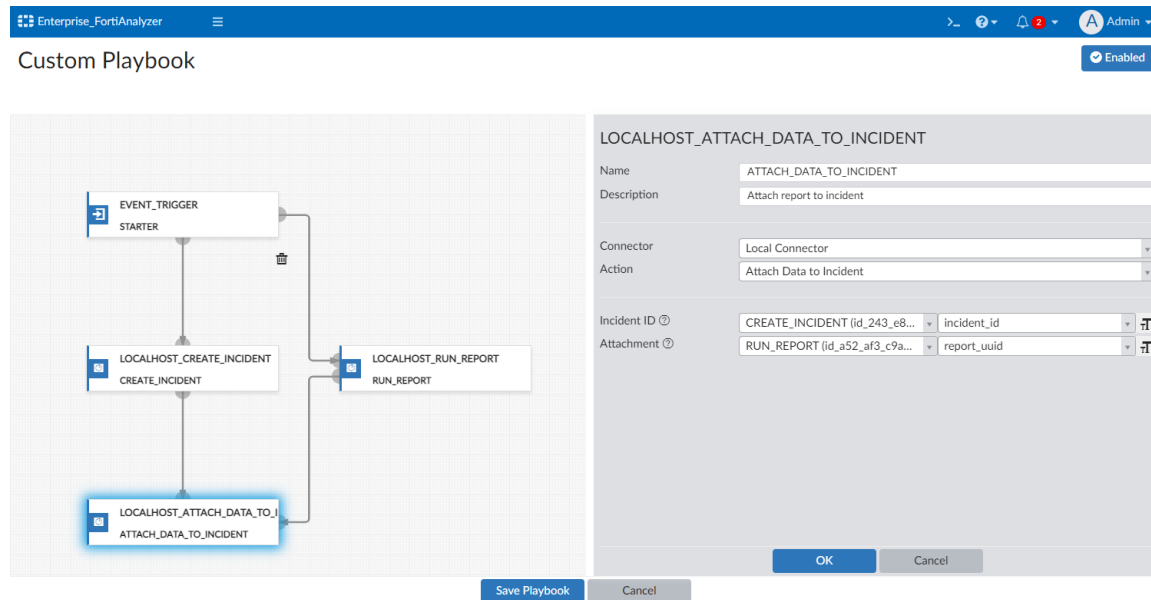 Enterprise_FortiAnalyzer
>_
2
A Admin
Custom Playbook
Enabled
EVENT_TRIGGER
STARTER
LOCALHOST_CREATE_INCIDENT
CREATE_INCIDENT
LOCALHOST_RUN_REPORT
RUN_REPORT
LOCALHOST_ATTACH_DATA_TO_I
ATTACH_DATA_TO_INCIDENT
LOCALHOST_ATTACH_DATA_TO_INCIDENT
Name ATTACH_DATA_TO_INCIDENT
Description Attach report to incident
Connector Local Connector
Action Attach Data to Incident
Incident ID CREATE_INCIDENT (id_243_e8... incident_id
Attachment RUN_REPORT (id_a52_af3_c9a... report_uuid
OK Cancel
Save Playbook Cancel